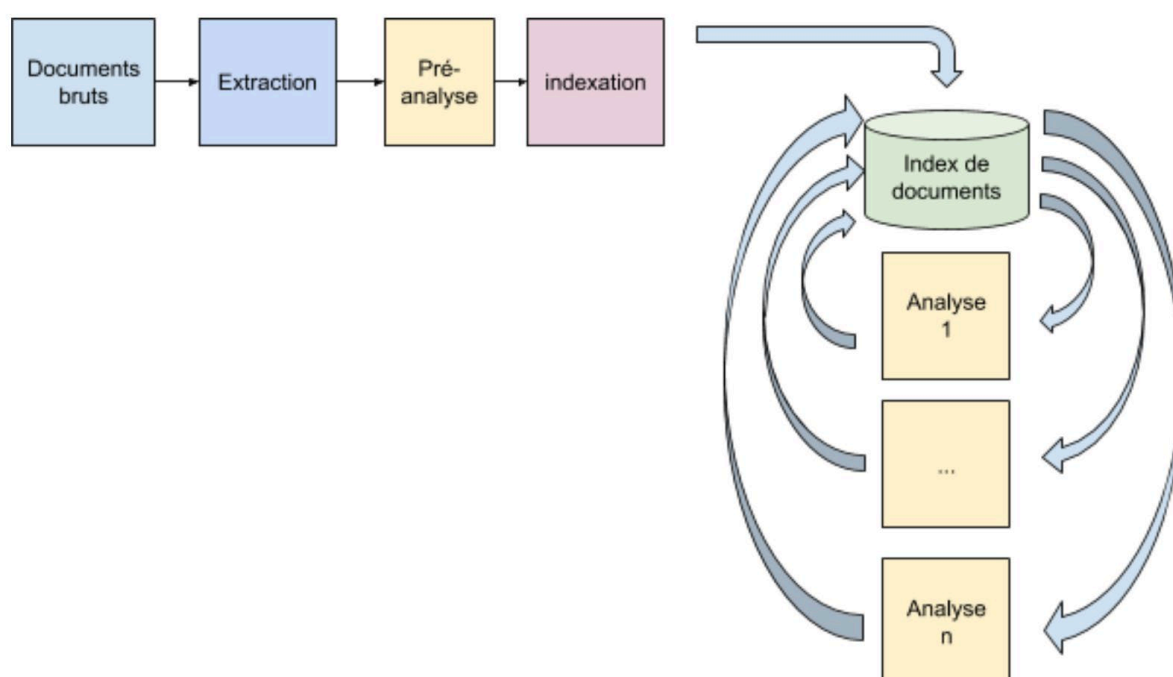 Documents
bruts
Extraction
Pré-
analyse
indexation
Index de
documents
Analyse
1
...
Analyse
n